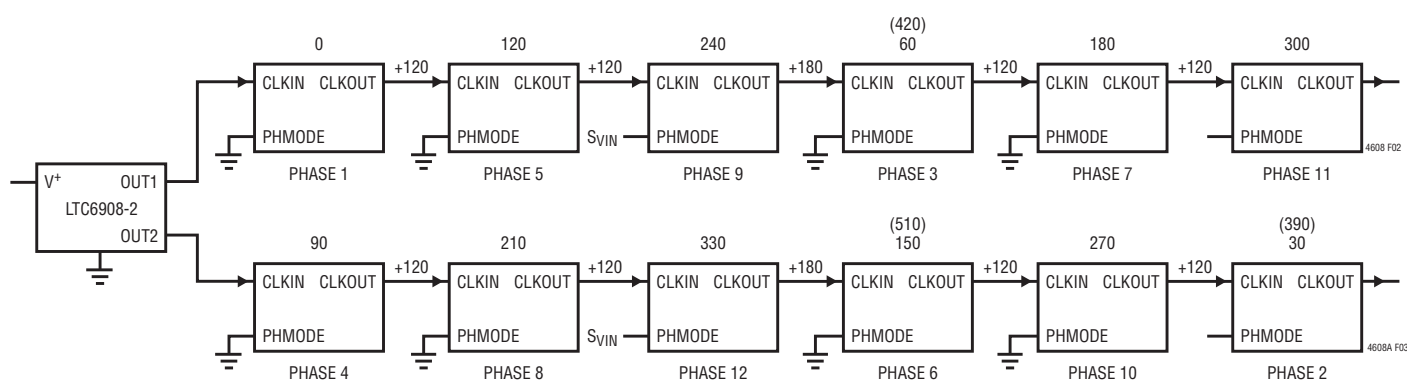 (420)
0 120 240 60 180 300
+120 +120 +180 +120 +120
CLKIN CLKOUT CLKIN CLKOUT CLKIN CLKOUT CLKIN CLKOUT CLKIN CLKOUT CLKIN CLKOUT
PHMODE PHMODE SVIN PHMODE PHMODE PHMODE PHMODE
4608 F02
PHASE 1 PHASE 5 PHASE 9 PHASE 3 PHASE 7 PHASE 11
V+ OUT1
LTC6908-2
OUT2
(510) (390)
90 210 330 150 270 30
+120 +120 +180 +120 +120
CLKIN CLKOUT CLKIN CLKOUT CLKIN CLKOUT CLKIN CLKOUT CLKIN CLKOUT CLKIN CLKOUT
PHMODE PHMODE SVIN PHMODE PHMODE PHMODE PHMODE
4608A F03
PHASE 4 PHASE 8 PHASE 12 PHASE 6 PHASE 10 PHASE 2